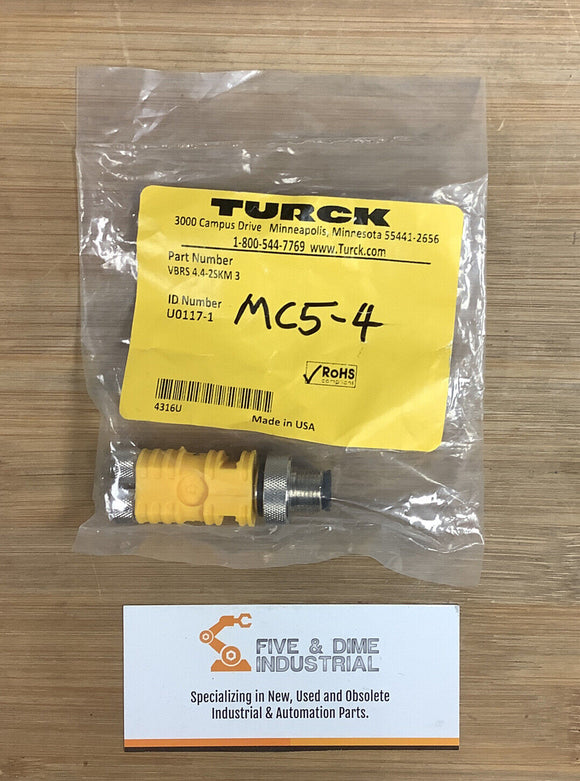 TURCK
3000 Campus Drive Minneapolis, Minnesota 55441-2656
1-800-544-7769 www.Turck.com
Part Number
VBRS 4.4-2SKM 3
ID Number
U0117-1
MC5-4
RoHS
compliant
4316U
Made in USA
FIVE & DIME
INDUSTRIAL
Specializing in New, Used and Obsolete
Industrial & Automation Parts.